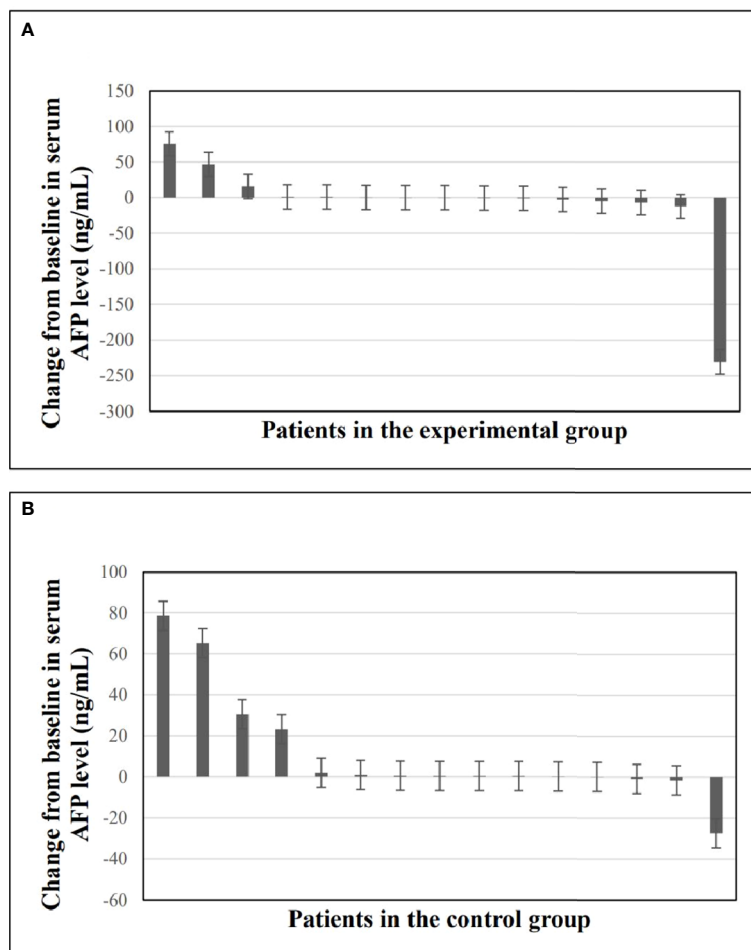 A
Change from baseline in serum
AFP level (ng/mL)
150
100
50
0
-50
-100
-150
-200
-250
-300
Patients in the experimental group
B
Change from baseline in serum
AFP level (ng/mL)
100
80
60
40
20
0
-20
-40
-60
Patients in the control group